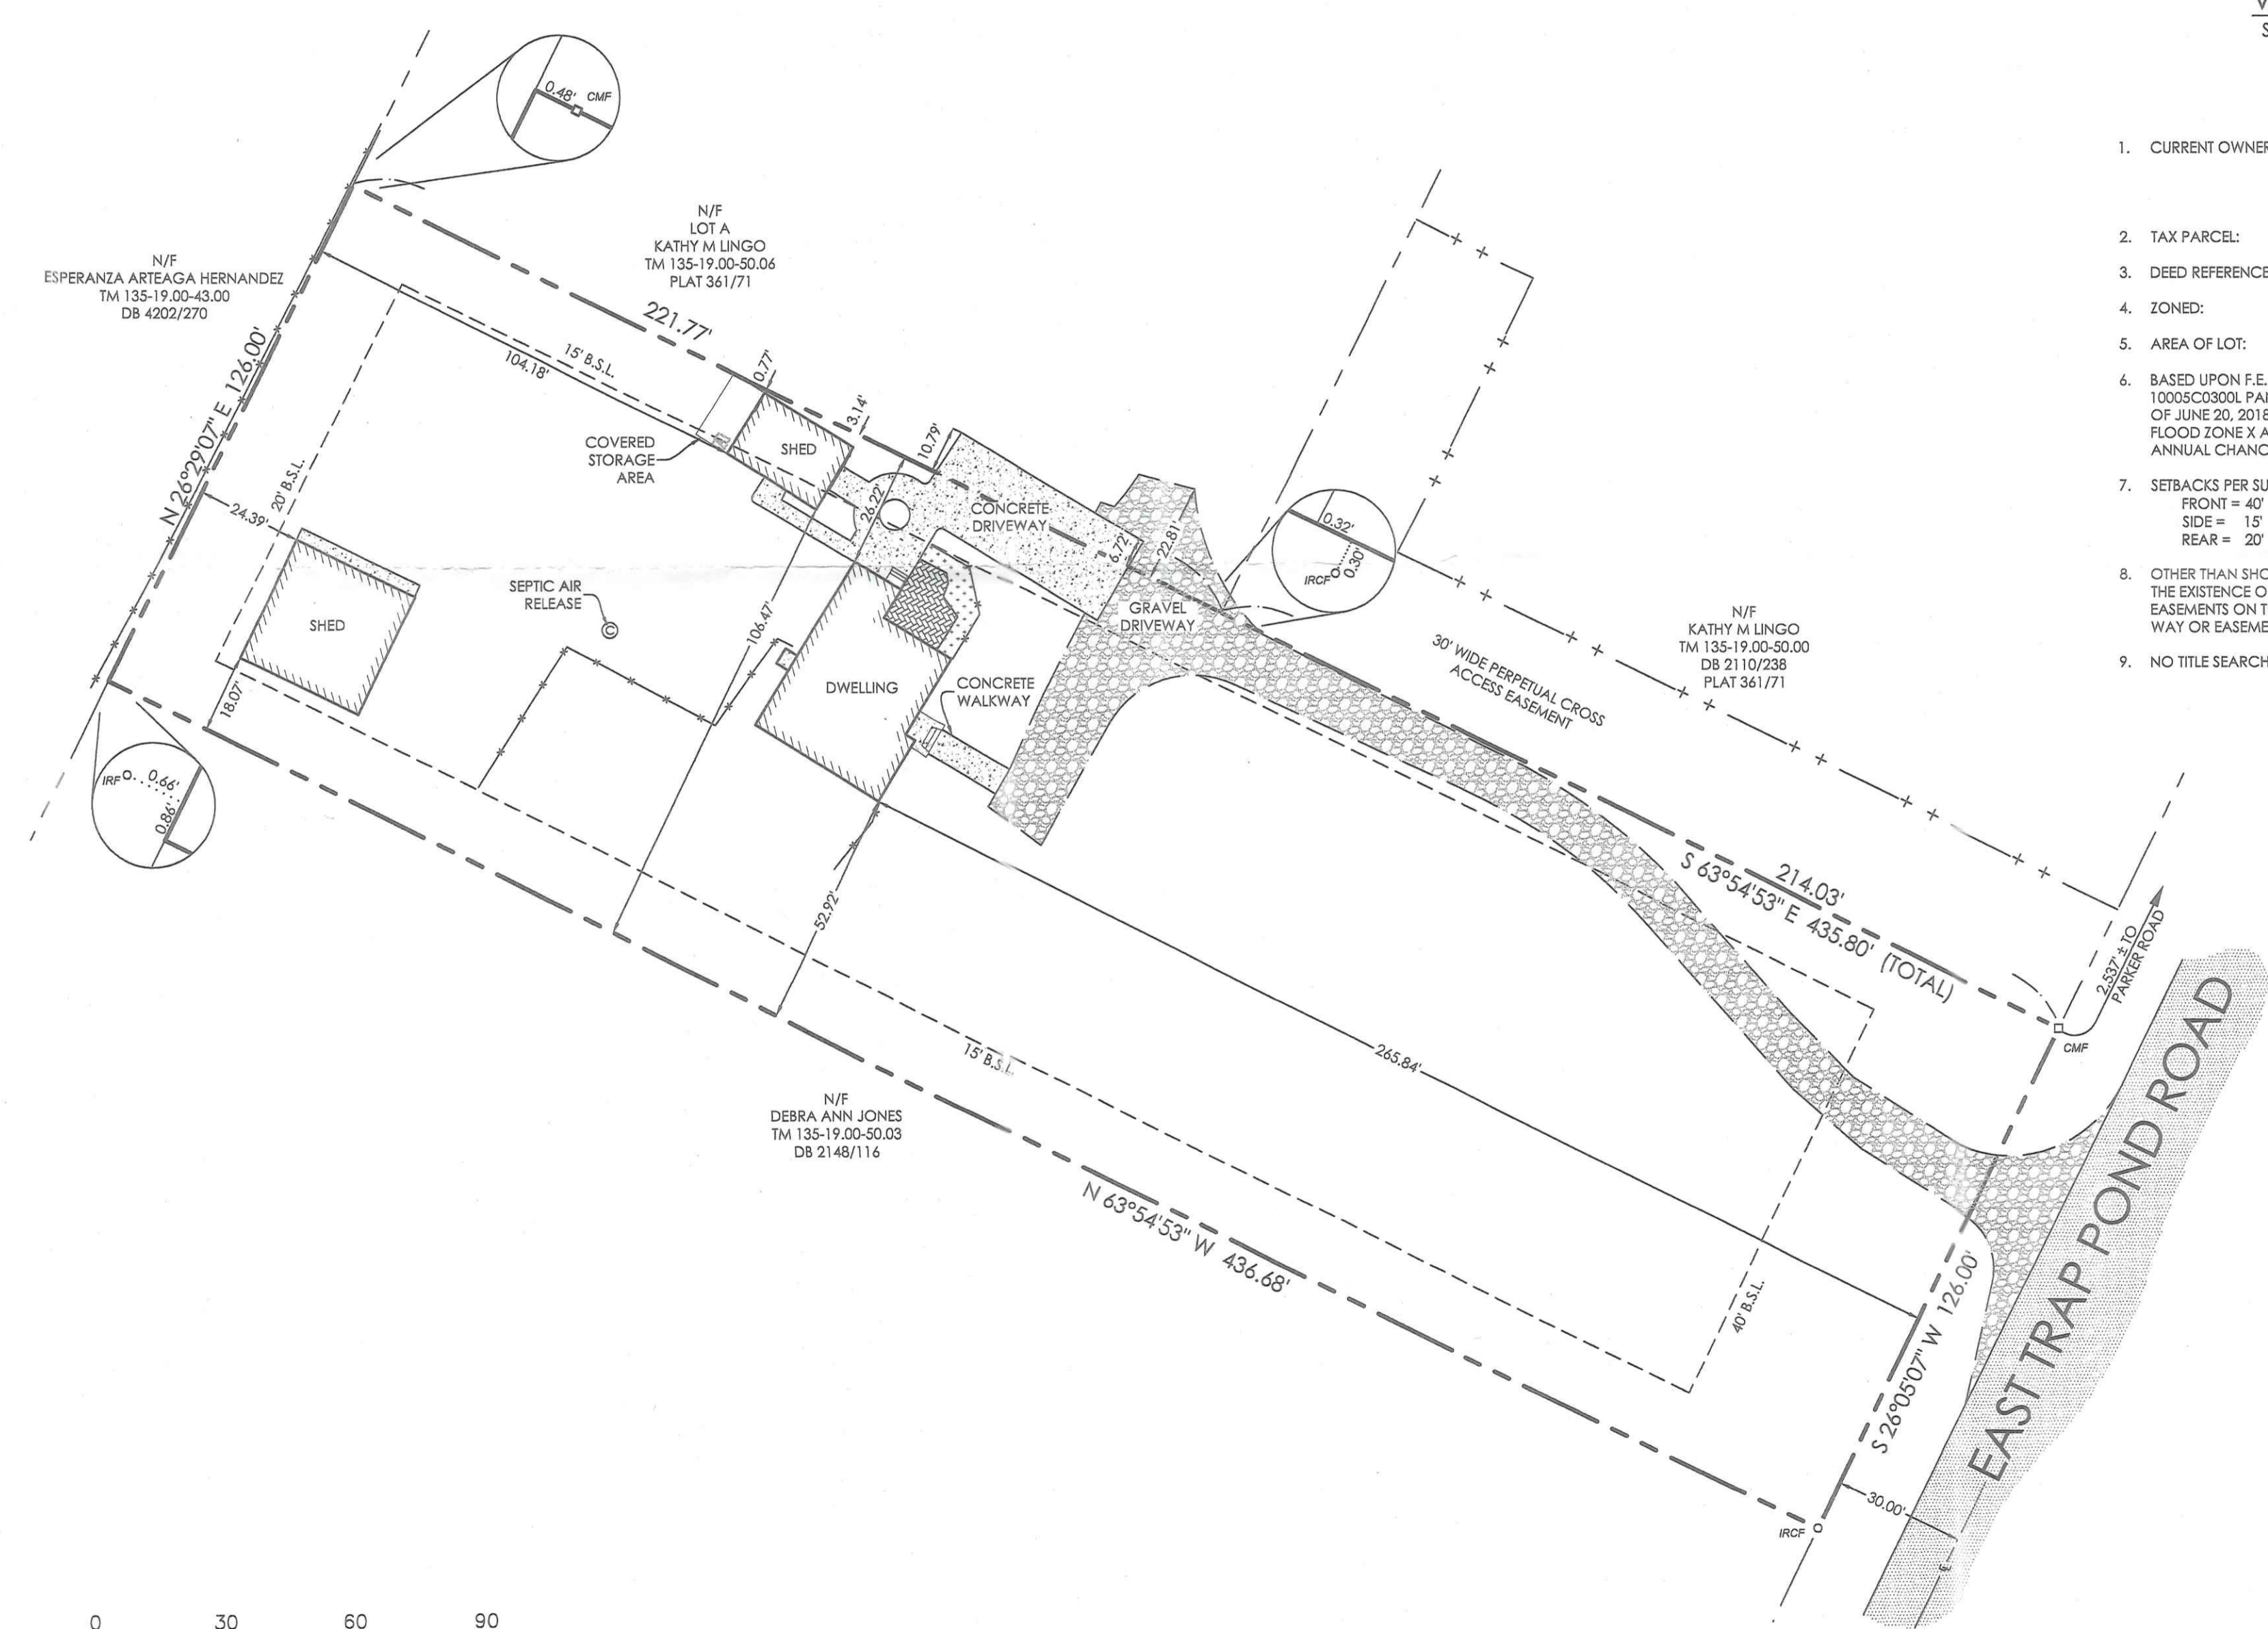 0.48' CMF
N/F
ESPERANZA ARTEAGA HERNANDEZ
TM 135-19.00-43.00
DB 4202/270
N/F
LOT A
KATHY M LINGO
TM 135-19.00-50.06
PLAT 361/71
221.77'
N 26°29'07" E 126.00'
15' B.S.L.
104.18'
0.77'
3.14'
10.79'
COVERED
STORAGE
AREA
SHED
20' B.S.L.
24.39'
26.22'
CONCRETE
DRIVEWAY
6.72'
22.81'
0.32'
0.30'
IRCF
GRAVEL
DRIVEWAY
SEPTIC AIR
RELEASE
C
SHED
106.47'
18.07'
DWELLING
CONCRETE
WALKWAY
30' WIDE PERPETUAL CROSS
ACCESS EASEMENT
N/F
KATHY M LINGO
TM 135-19.00-50.00
DB 2110/238
PLAT 361/71
IRF 0.66'
0.86'
52.92'
214.03'
S 63°54'53" E 435.80' (TOTAL)
2,537' ± TO
PARKER ROAD
CMF
15' B.S.L.
265.84'
N/F
DEBRA ANN JONES
TM 135-19.00-50.03
DB 2148/116
N 63°54'53" W 436.68'
40' B.S.L.
S 26°05'07" W 126.00'
EAST TRAP POND ROAD
30.00'
IRCF
0 30 60 90
1. CURRENT OWNER
2. TAX PARCEL:
3. DEED REFERENCE
4. ZONED:
5. AREA OF LOT:
6. BASED UPON F.E.
10005C0300L PA
OF JUNE 20, 2018
FLOOD ZONE X A
ANNUAL CHANC
7. SETBACKS PER SU
FRONT = 40'
SIDE = 15'
REAR = 20'
8. OTHER THAN SHO
THE EXISTENCE O
EASEMENTS ON T
WAY OR EASEME
9. NO TITLE SEARCH